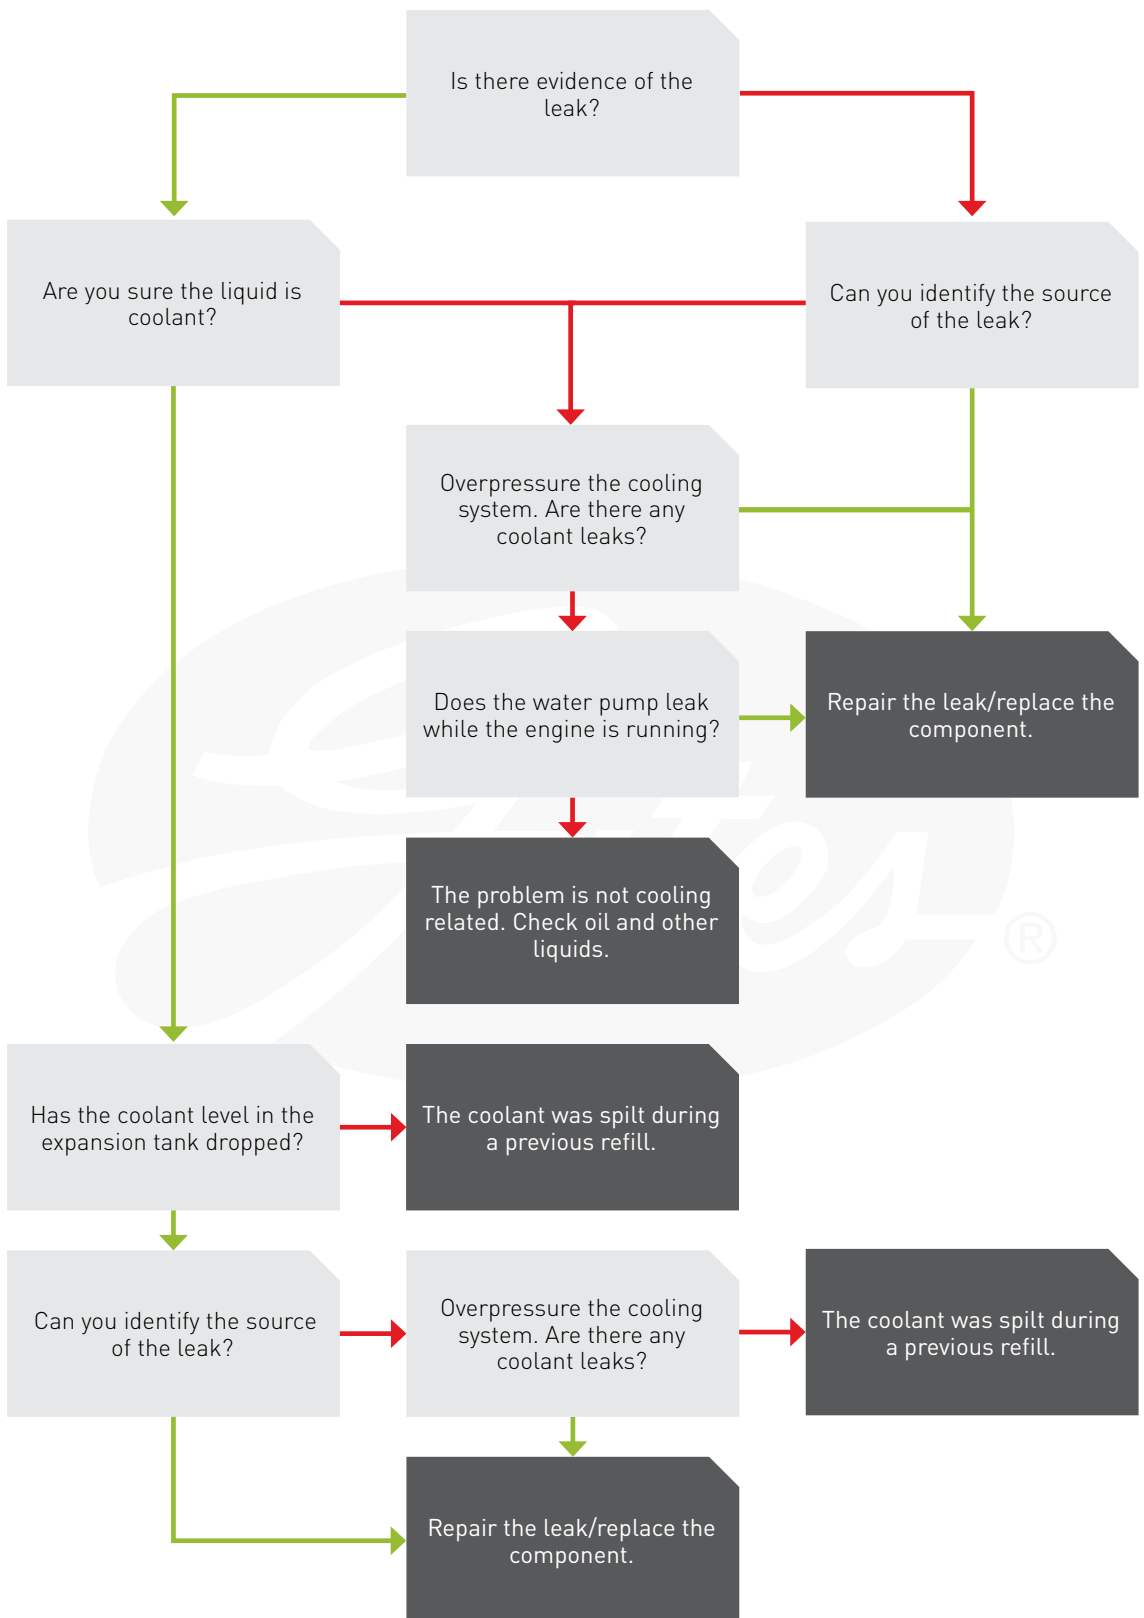 Is there evidence of the
leak?
Are you sure the liquid is
coolant?
Can you identify the source
of the leak?
Overpressure the cooling
system. Are there any
coolant leaks?
Does the water pump leak
while the engine is running?
Repair the leak/replace the
component.
The problem is not cooling
related. Check oil and other
liquids.
Gates ®
Has the coolant level in the
expansion tank dropped?
The coolant was spilt during
a previous refill.
Can you identify the source
of the leak?
Overpressure the cooling
system. Are there any
coolant leaks?
The coolant was spilt during
a previous refill.
Repair the leak/replace the
component.